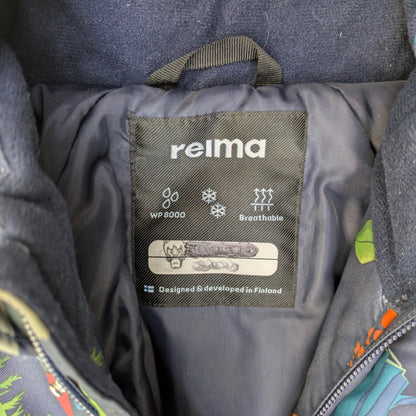 reima
WP 8000
Breathable
Designed & developed in Finland